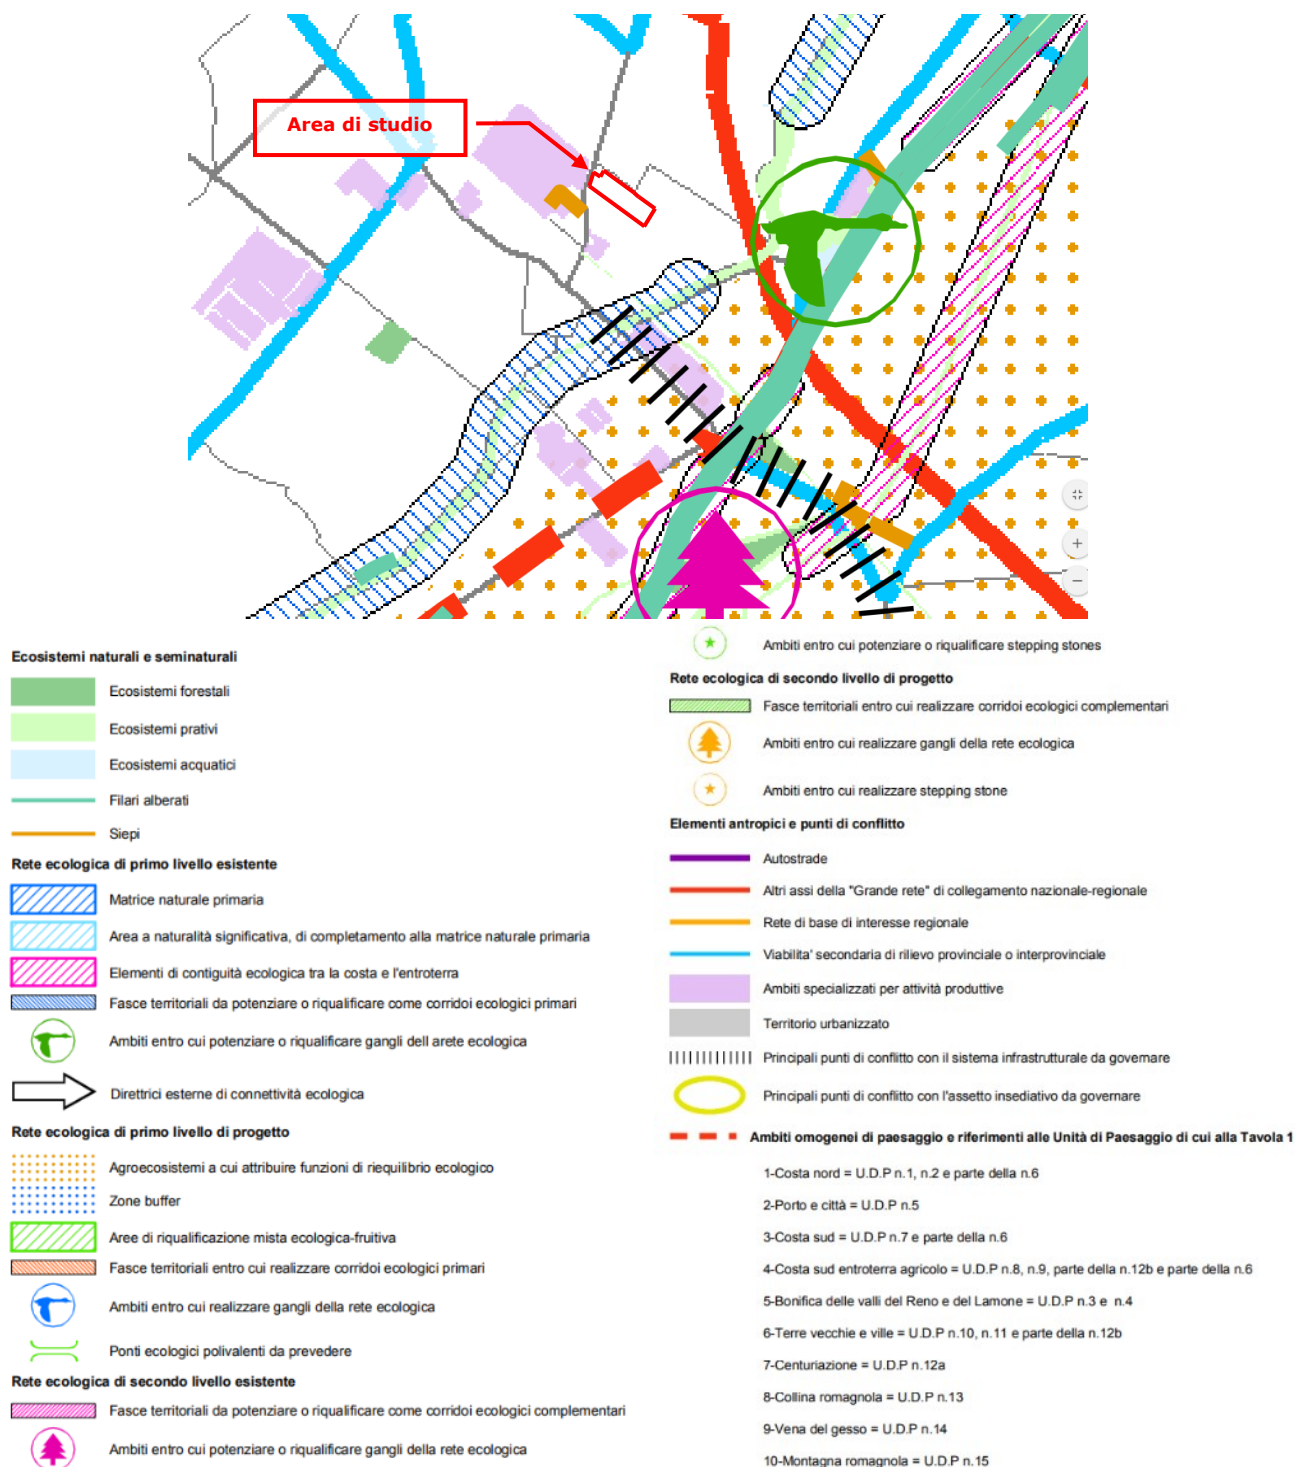 Area di studio
Ecosistemi naturali e seminaturali
Ecosistemi forestali
Ecosistemi prativi
Ecosistemi acquatici
Filari alberati
Siepi
Rete ecologica di primo livello esistente
Matrice naturale primaria
Area a naturalità significativa, di completamento alla matrice naturale primaria
Elementi di contiguità ecologica tra la costa e l'entroterra
Fasce territoriali da potenziare o riqualificare come corridoi ecologici primari
Ambiti entro cui potenziare o riqualificare gangli dell arete ecologica
Direttrici esterne di connettività ecologica
Rete ecologica di primo livello di progetto
Agroecosistemi a cui attribuire funzioni di riequilibrio ecologico
Zone buffer
Aree di riqualificazione mista ecologica-fruitiva
Fasce territoriali entro cui realizzare corridoi ecologici primari
Ambiti entro cui realizzare gangli della rete ecologica
Ponti ecologici polivalenti da prevedere
Rete ecologica di secondo livello esistente
Fasce territoriali da potenziare o riqualificare come corridoi ecologici complementari
Ambiti entro cui potenziare o riqualificare gangli della rete ecologica
Ambiti entro cui potenziare o riqualificare stepping stones
Rete ecologica di secondo livello di progetto
Fasce territoriali entro cui realizzare corridoi ecologici complementari
Ambiti entro cui realizzare gangli della rete ecologica
Ambiti entro cui realizzare stepping stone
Elementi antropici e punti di conflitto
Autostrade
Altri assi della "Grande rete" di collegamento nazionale-regionale
Rete di base di interesse regionale
Viabilita' secondaria di rilievo provinciale o interprovinciale
Ambiti specializzati per attività produttive
Territorio urbanizzato
Principali punti di conflitto con il sistema infrastrutturale da governare
Principali punti di conflitto con l'assetto insediativo da governare
Ambiti omogenei di paesaggio e riferimenti alle Unità di Paesaggio di cui alla Tavola 1
1-Costa nord = U.D.P n.1, n.2 e parte della n.6
2-Porto e città = U.D.P n.5
3-Costa sud = U.D.P n.7 e parte della n.6
4-Costa sud entroterra agricolo = U.D.P n.8, n.9, parte della n.12b e parte della n.6
5-Bonifica delle valli del Reno e del Lamone = U.D.P n.3 e n.4
6-Terre vecchie e ville = U.D.P n.10, n.11 e parte della n.12b
7-Centuriazione = U.D.P n.12a
8-Collina romagnola = U.D.P n.13
9-Vena del gesso = U.D.P n.14
10-Montagna romagnola = U.D.P n.15